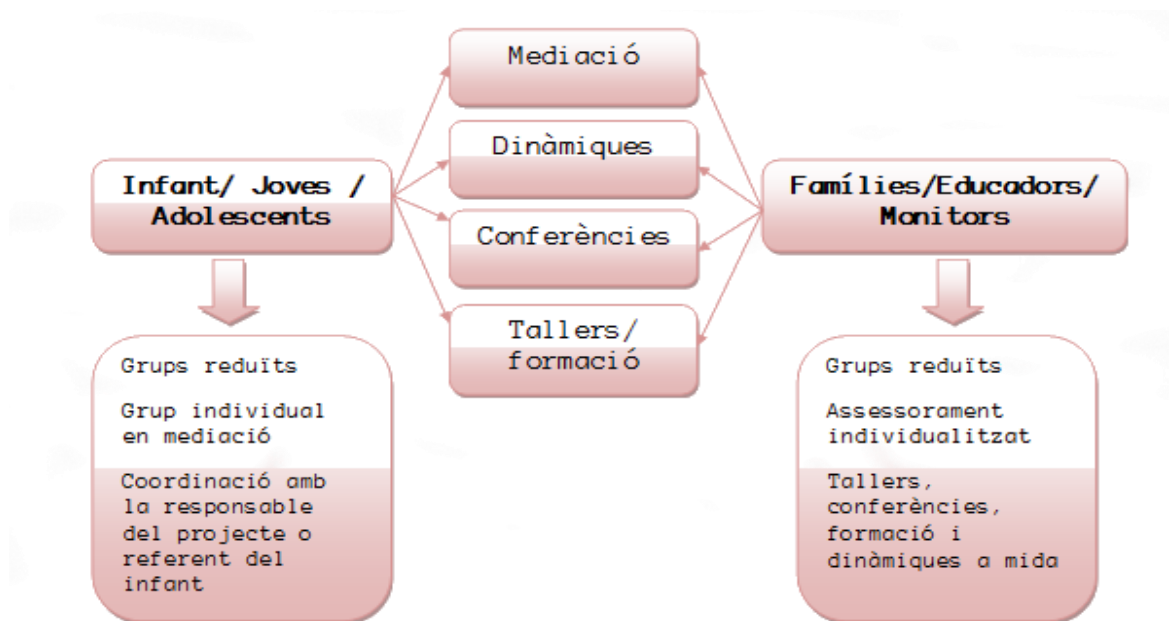 Mediació
Dinàmiques
Infant/ Joves /
Adolescents
Famílies/Educadors/
Monitors
Conferències
Tallers/
formació
Grups reduïts
Grup individual
en mediació
Coordinació amb
la responsable
del projecte o
referent del
infant
Grups reduïts
Assessorament
individualitzat
Tallers,
conferències,
formació i
dinàmiques a mida